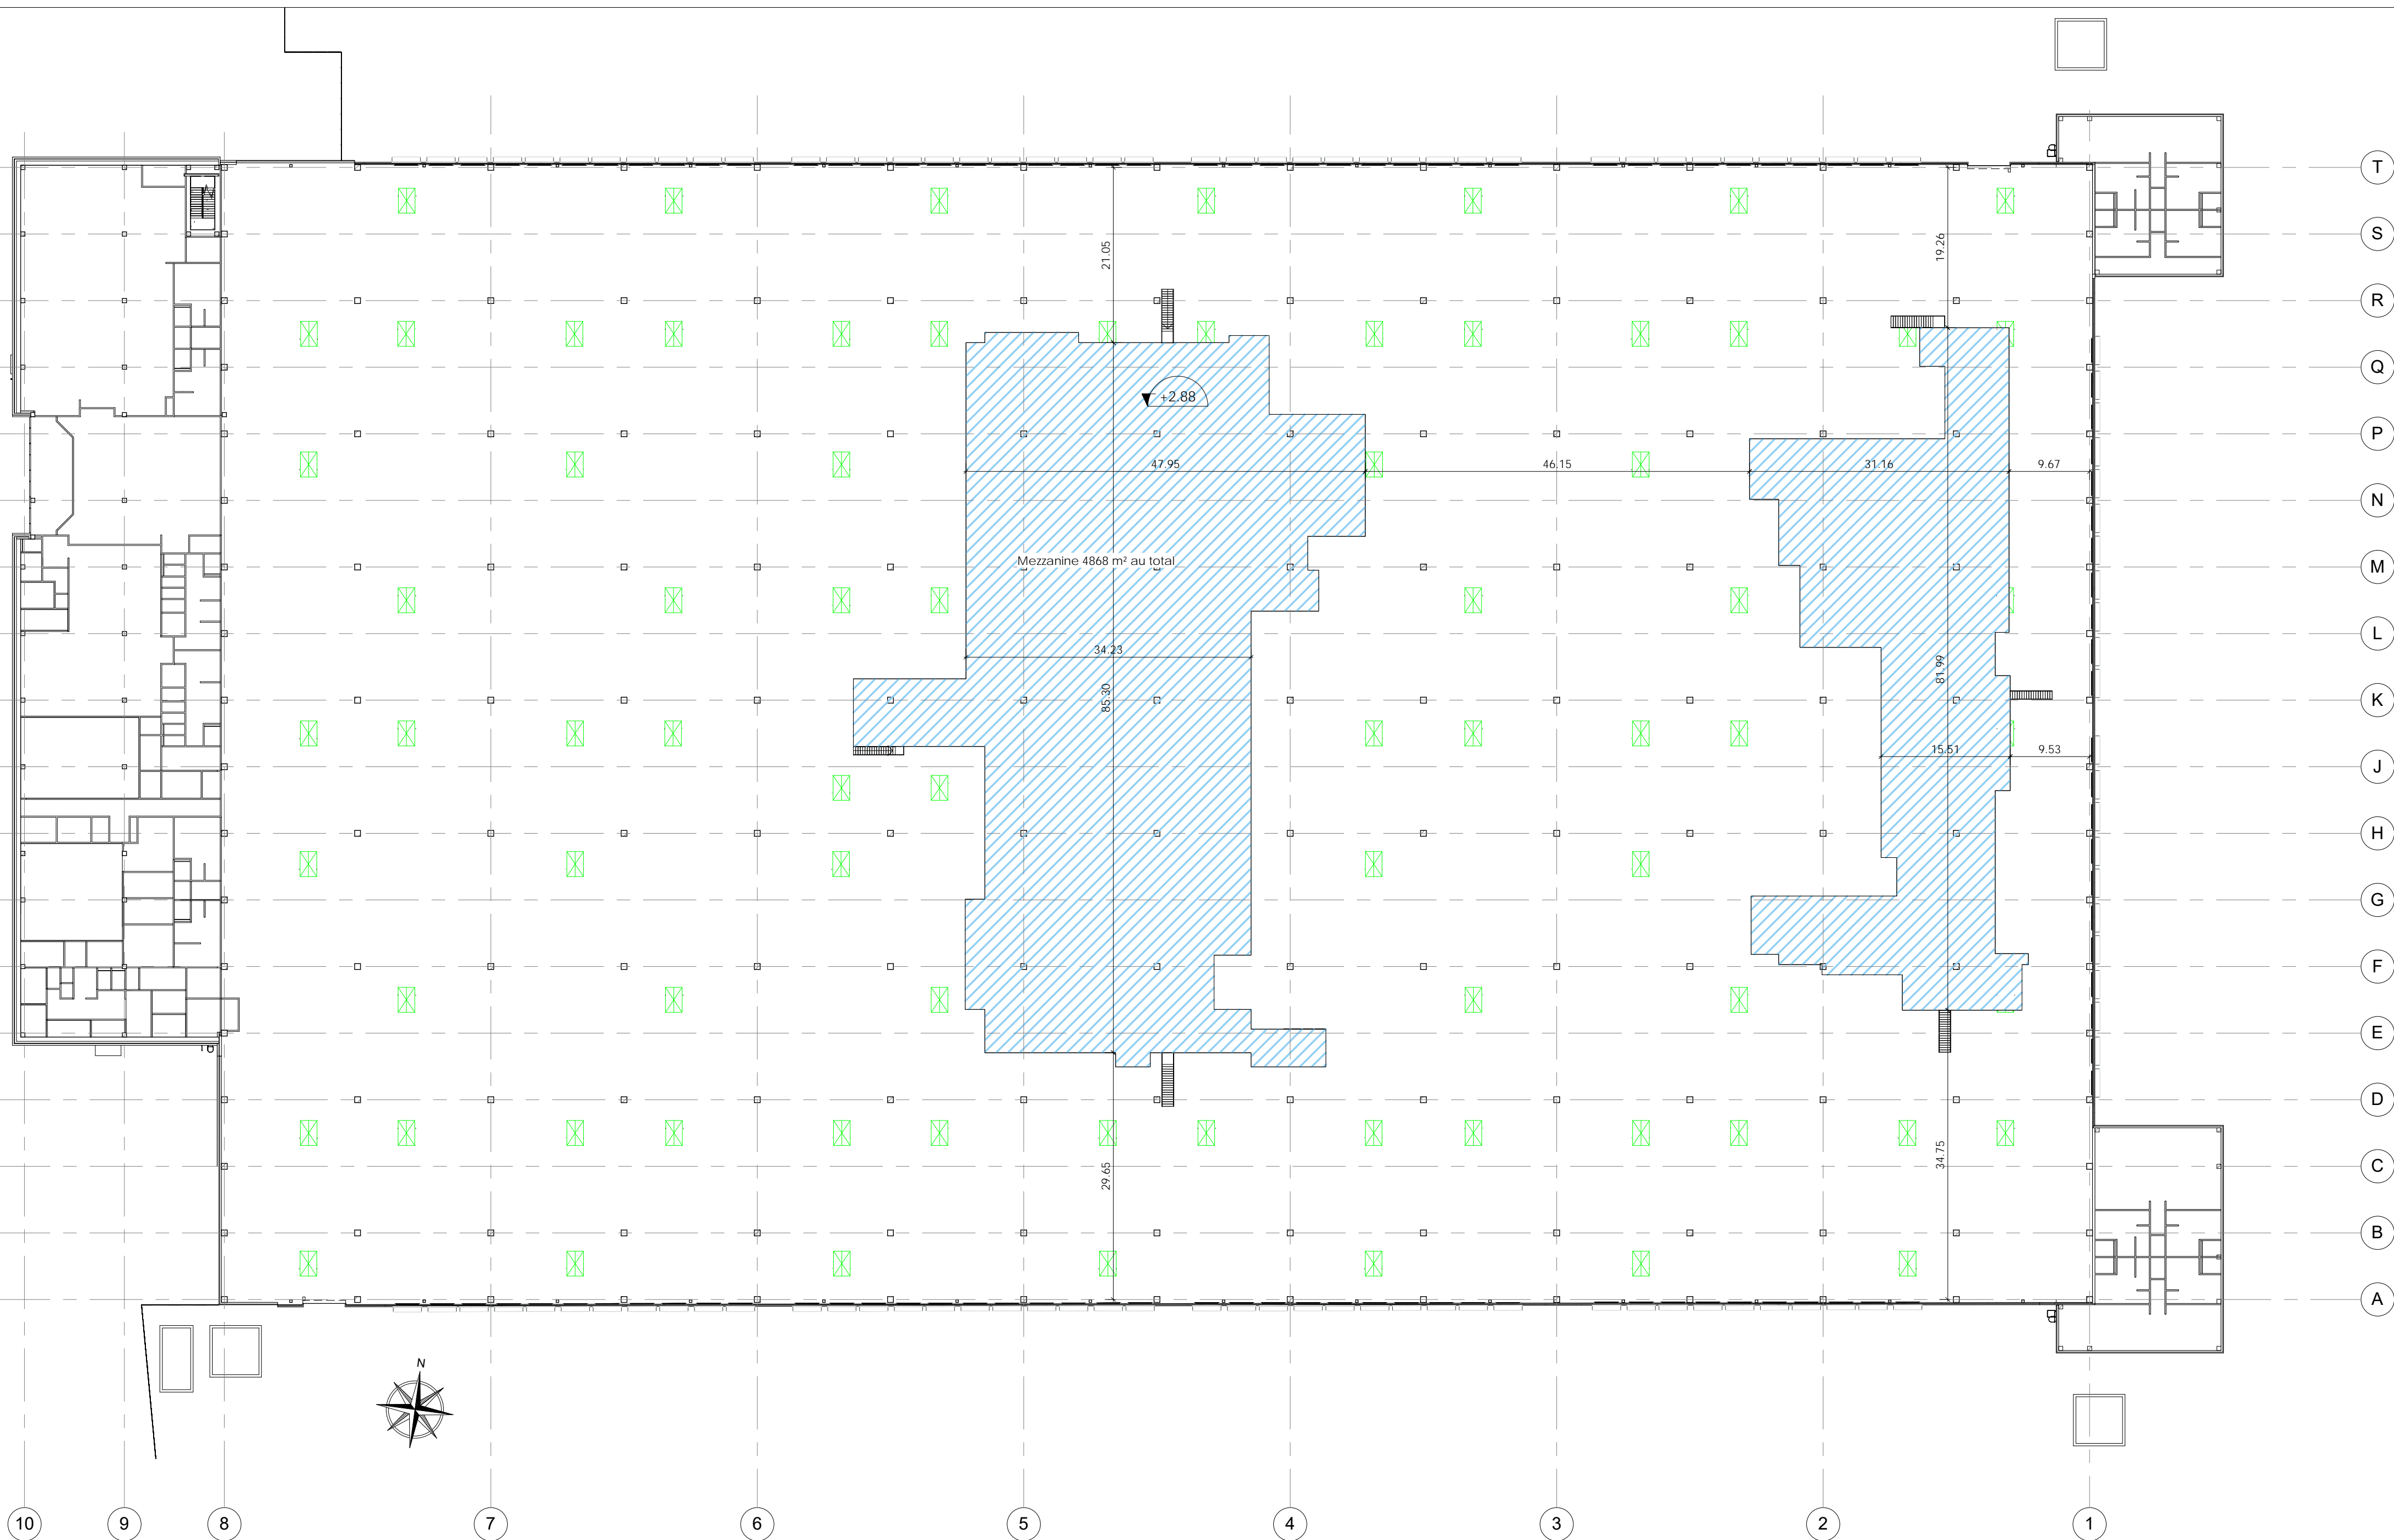 T
S
21.05
19.26
R
Q
+2.88
P
47.95
46.15
31.16
9.67
N
Mezzanine 4868 m² au total
M
L
34.23
81.99
85.30
K
15.51
9.53
J
H
G
F
E
D
34.75
29.65
C
B
A
N
10
9
8
7
6
5
4
3
2
1